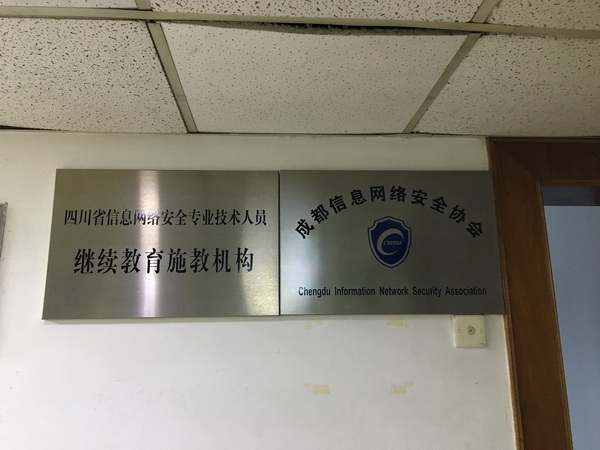 四川省信息网络安全专业技术人员
继续教育施教机构
成都信息网络安全协会
Chengdu Information Network Security Association